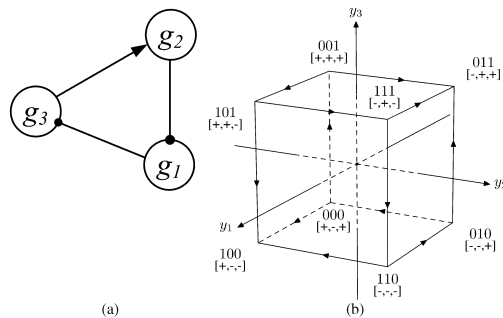 g2
g3
g1
(a)
y3
001
[+,+,+]
011
[-,+,+]
111
[-,+,-]
101
[+,+,-]
y2
y1
000
[+,-,+]
010
[-,-,+]
100
[+,-,-]
110
[-,-,-]
(b)